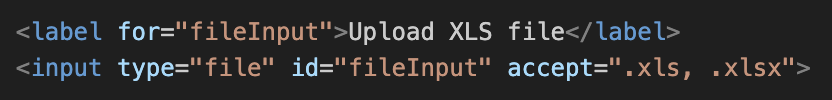 <label for="fileInput">Upload XLS file</label>
<input type="file" id="fileInput" accept=".xls, .xlsx">